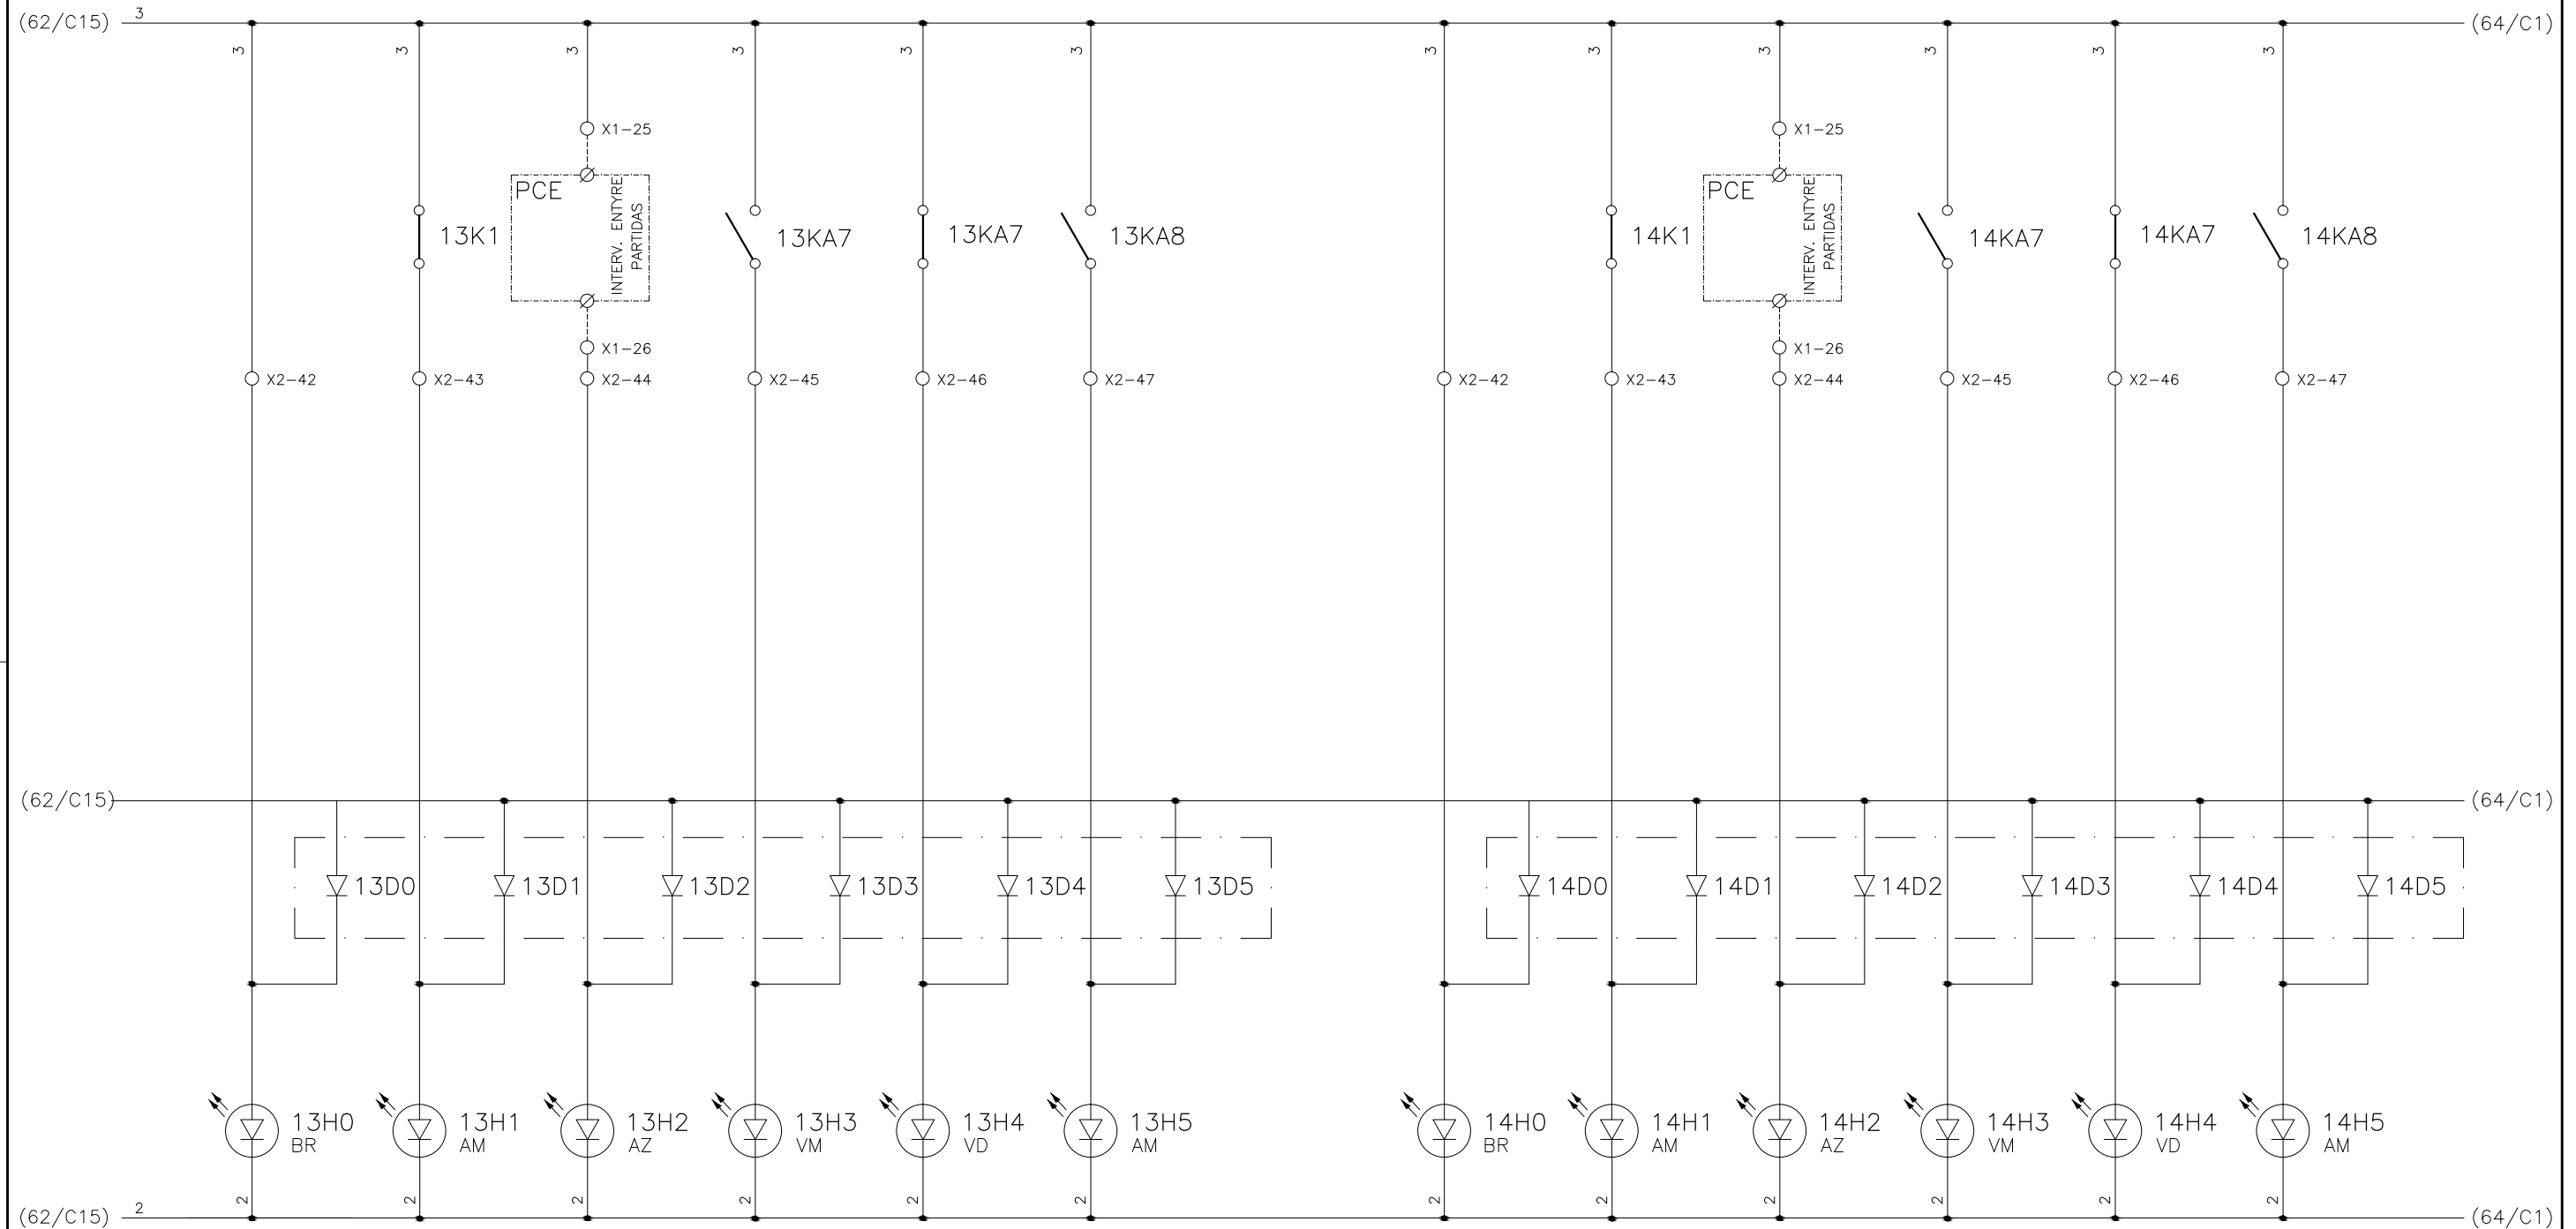 (62/C15) 3 (64/C1)
3 3 3 3 3 3 3 3 3 3 3 3
X1-25 X1-25
PCE INTERV. ENTYRE PARTIDAS PCE INTERV. ENTYRE PARTIDAS
13K1 13KA7 13KA7 13KA8 14K1 14KA7 14KA7 14KA8
X1-26 X1-26
X2-42 X2-43 X2-44 X2-45 X2-46 X2-47 X2-42 X2-43 X2-44 X2-45 X2-46 X2-47
(62/C15) (64/C1)
13D0 13D1 13D2 13D3 13D4 13D5 14D0 14D1 14D2 14D3 14D4 14D5
13H0 13H1 13H2 13H3 13H4 13H5 14H0 14H1 14H2 14H3 14H4 14H5
BR AM AZ VM VD AM BR AM AZ VM VD AM
2 2 2 2 2 2 2 2 2 2 2 2
(62/C15) 2 (64/C1)